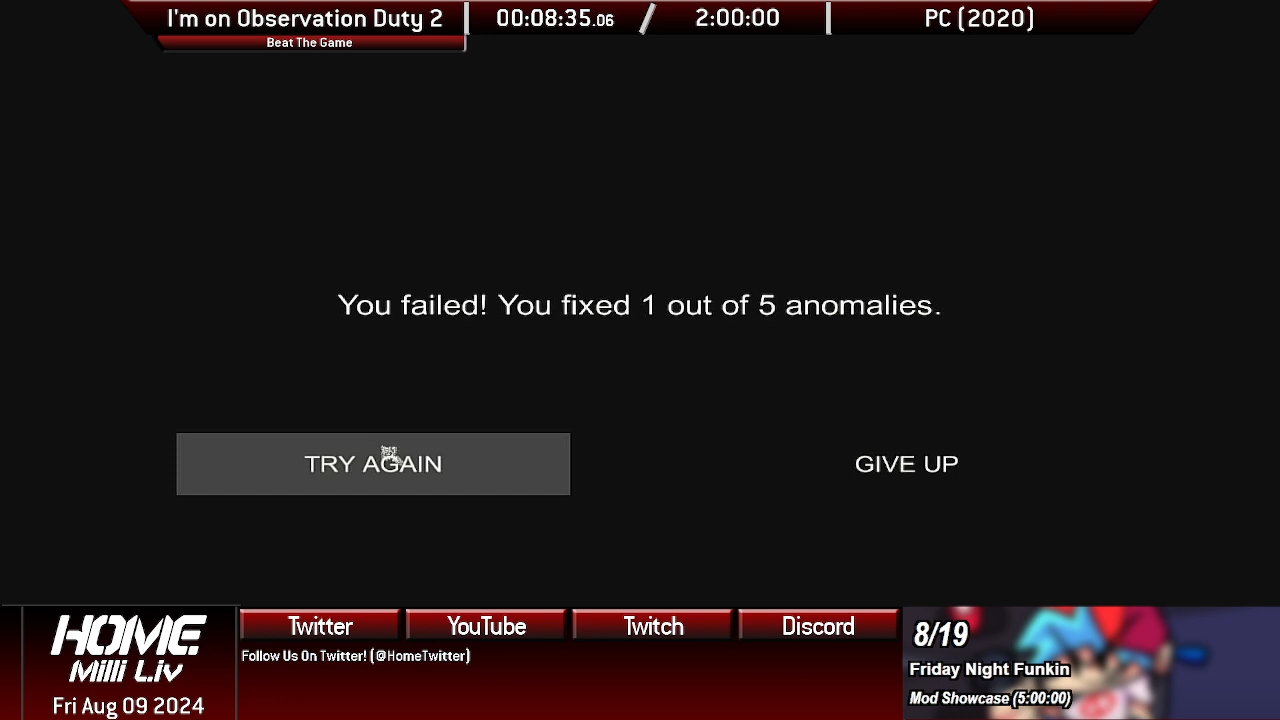 I'm on Observation Duty 2
00:08:35.06 / 2:00:00
PC (2020)
Beat The Game
You failed! You fixed 1 out of 5 anomalies.
TRY AGAIN
GIVE UP
HOME
Milli Liv
Fri Aug 09 2024
Twitter
YouTube
Twitch
Discord
Follow Us On Twitter! (@HomeTwitter)
8/19
Friday Night Funkin
Mod Showcase (5:00:00)